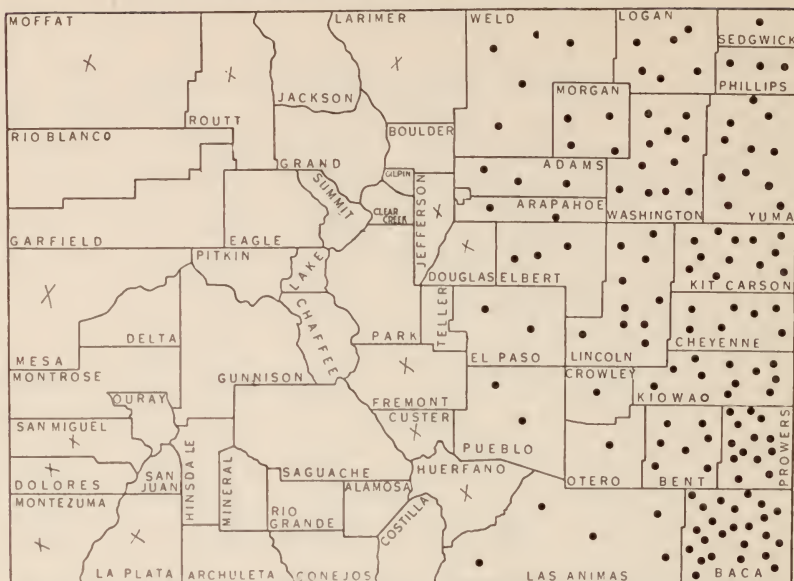 MOFFAT
LARIMER
WELD
LOGAN
SEDGWICK
PHILLIPS
JACKSON
MORGAN
ROUTT
RIO BLANCO
BOULDER
GRAND
GILPIN
ADAMS
SUMMIT
CLEAR CREEK
JEFFERSON
ARAPAHOE
WASHINGTON
YUMA
GARFIELD
EAGLE
PITKIN
LAKE
DOUGLAS
ELBERT
KIT CARSON
CHAFFEE
TELLER
DELTA
PARK
MESA
EL PASO
LINCOLN
CHEYENNE
MONTROSE
GUNNISON
CROWLEY
OURAY
FREMONT
KIOWA
CUSTER
SAN MIGUEL
PUEBLO
PROWERS
HINSDALE
MINERAL
SAGUACHE
HUERFANO
DOLORES
SAN JUAN
OTERO
BENT
MONTEZUMA
ALAMOSA
RIO GRANDE
COSTILLA
LA PLATA
ARCHULETA
CONEJOS
LAS ANIMAS
BACA